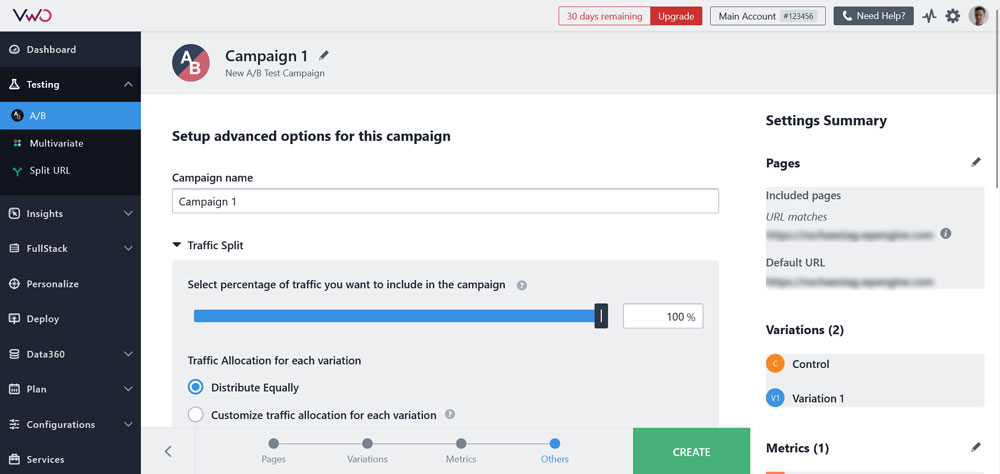 VWO
30 days remaining
Upgrade
Main Account
#123456
Need Help?
Dashboard
Testing
A/B
Multivariate
Split URL
Insights
FullStack
Personalize
Deploy
Data360
Plan
Configurations
Services
A
B
Campaign 1
New A/B Test Campaign
Setup advanced options for this campaign
Campaign name
Campaign 1
Traffic Split
Select percentage of traffic you want to include in the campaign ?
100 %
Traffic Allocation for each variation
Distribute Equally
Customize traffic allocation for each variation ?
Pages
Variations
Metrics
Others
CREATE
Settings Summary
Pages
Included pages
URL matches
i
Default URL
Variations (2)
C Control
V1 Variation 1
Metrics (1)